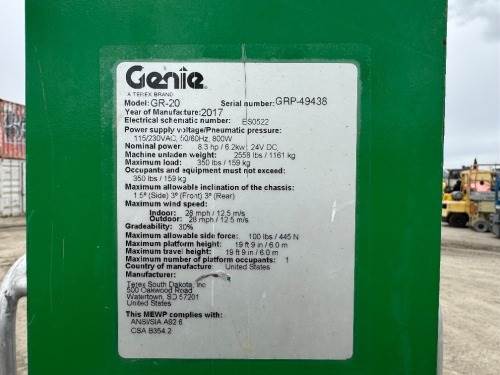 Genie
A TEREX BRAND
Model: GR-20 Serial number: GRP-49438
Year of Manufacture: 2017
Electrical schematic number: ES0522
Power supply voltage/Pneumatic pressure:
115/230VAC, 50/60Hz, 800W
Nominal power: 8.3 hp / 6.2kw, 24V DC
Machine unladen weight: 2558 lbs / 1161 kg
Maximum load: 350 lbs / 159 kg
Occupants and equipment must not exceed:
350 lbs / 159 kg
Maximum allowable inclination of the chassis:
1.5° (Side) 3° (Front) 3° (Rear)
Maximum wind speed:
Indoor: 28 mph / 12.5 m/s
Outdoor: 28 mph / 12.5 m/s
Gradeability: 30%
Maximum allowable side force: 100 lbs / 445 N
Maximum platform height: 19 ft 9 in / 6.0 m
Maximum travel height: 19 ft 9 in / 6.0 m
Maximum number of platform occupants: 1
Country of manufacture: United States
Manufacturer:
Terex South Dakota, Inc
500 Oakwood Road
Watertown, SD 57201
United States
This MEWP complies with:
ANSI/SIA A92.6
CSA B354.2